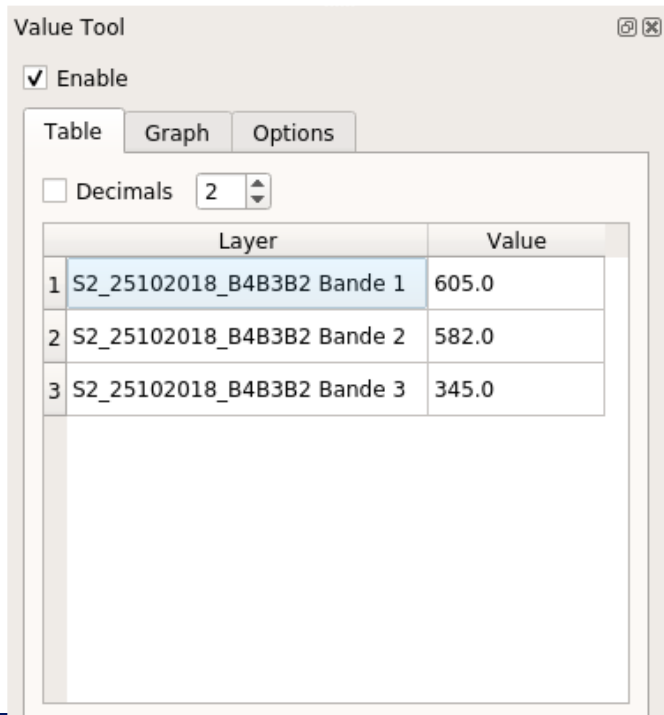 Value Tool
Enable
Table Graph Options
Decimals 2
Layer Value
1 S2_25102018_B4B3B2 Bande 1 605.0
2 S2_25102018_B4B3B2 Bande 2 582.0
3 S2_25102018_B4B3B2 Bande 3 345.0